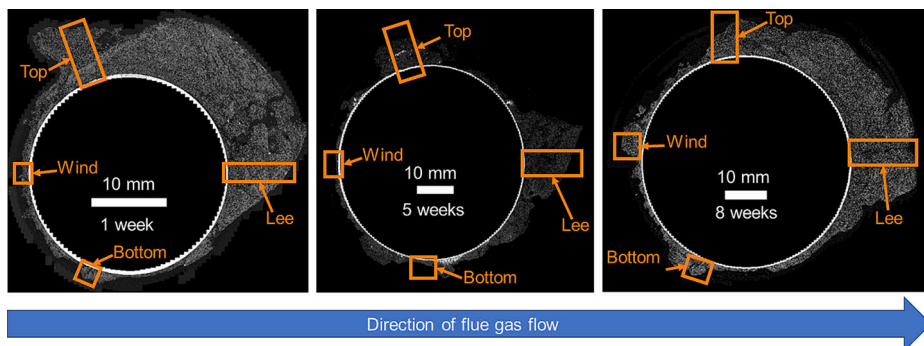 Top
Wind
10 mm
1 week
Lee
Bottom
Top
Wind
10 mm
5 weeks
Lee
Bottom
Top
Wind
10 mm
8 weeks
Lee
Bottom
Direction of flue gas flow